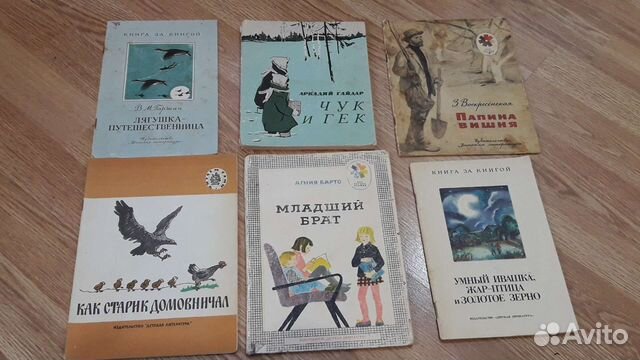 КНИГА ЗА КНИГОЙ
В.М. Гаршин
ЛЯГУШКА-
ПУТЕШЕСТВЕННИЦА
Издательство
АРКАДИЙ ГАЙДАР
ЧУК
И ГЕК
З. Воскресенская
ПАПИНА
ВИШНЯ
КАК СТАРИК ДОМОВНИЧАЛ
ИЗДАТЕЛЬСТВО "ДЕТСКАЯ ЛИТЕРАТУРА"
АГНИЯ БАРТО
МЛАДШИЙ
БРАТ
КНИГА ЗА КНИГОЙ
УМНЫЙ ИВАШКА,
ЖАР-ПТИЦА
и ЗОЛОТОЕ ЗЕРНО
ИЗДАТЕЛЬСТВО «ДЕТСКАЯ ЛИТЕРАТУРА»
Avito